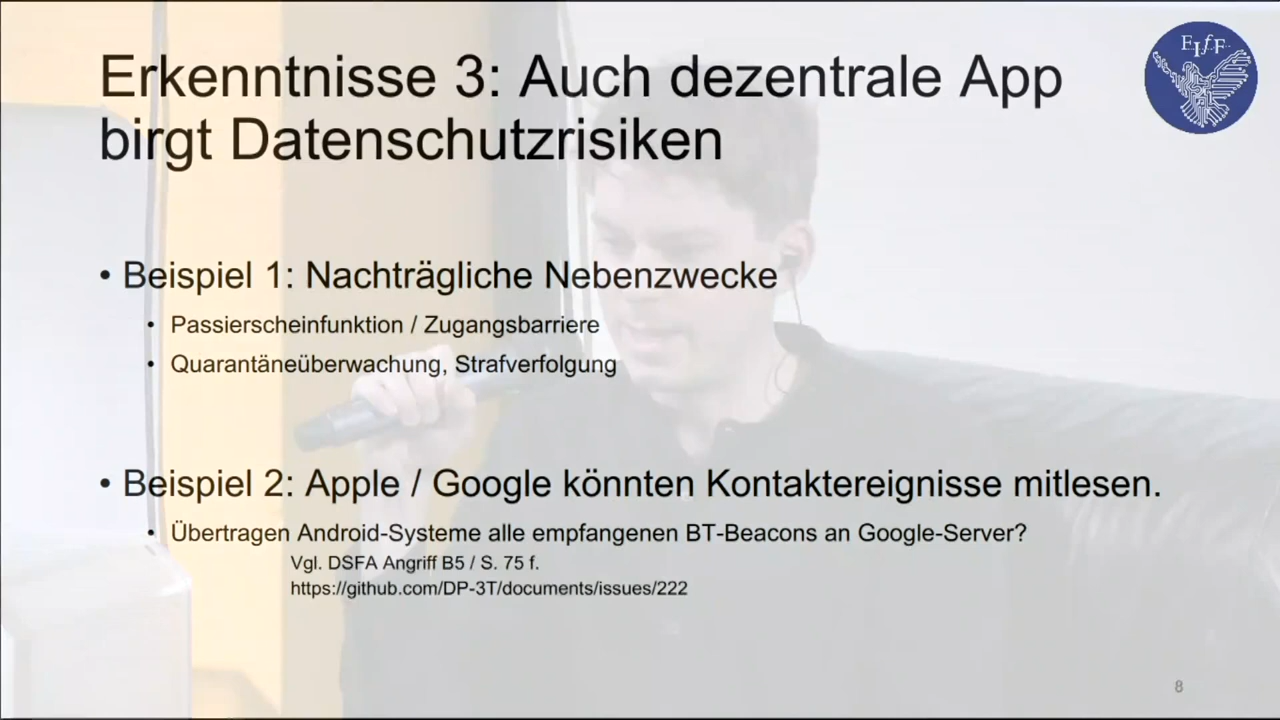 FIfF
Erkenntnisse 3: Auch dezentrale App
birgt Datenschutzrisiken
• Beispiel 1: Nachträgliche Nebenzwecke
• Passierscheinfunktion / Zugangsbarriere
• Quarantäneüberwachung, Strafverfolgung
• Beispiel 2: Apple / Google könnten Kontaktereignisse mitlesen.
• Übertragen Android-Systeme alle empfangenen BT-Beacons an Google-Server?
Vgl. DSFA Angriff B5 / S. 75 f.
https://github.com/DP-3T/documents/issues/222
8